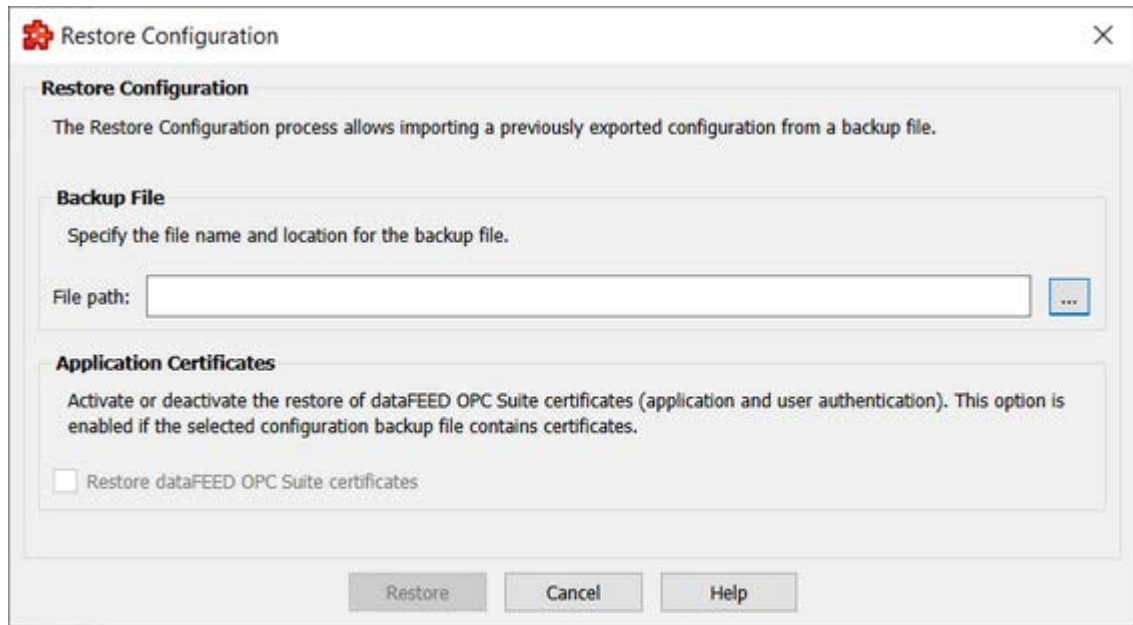 Restore Configuration
Restore Configuration
The Restore Configuration process allows importing a previously exported configuration from a backup file.
Backup File
Specify the file name and location for the backup file.
File path:
...
Application Certificates
Activate or deactivate the restore of dataFEED OPC Suite certificates (application and user authentication). This option is
enabled if the selected configuration backup file contains certificates.
Restore dataFEED OPC Suite certificates
Restore Cancel Help